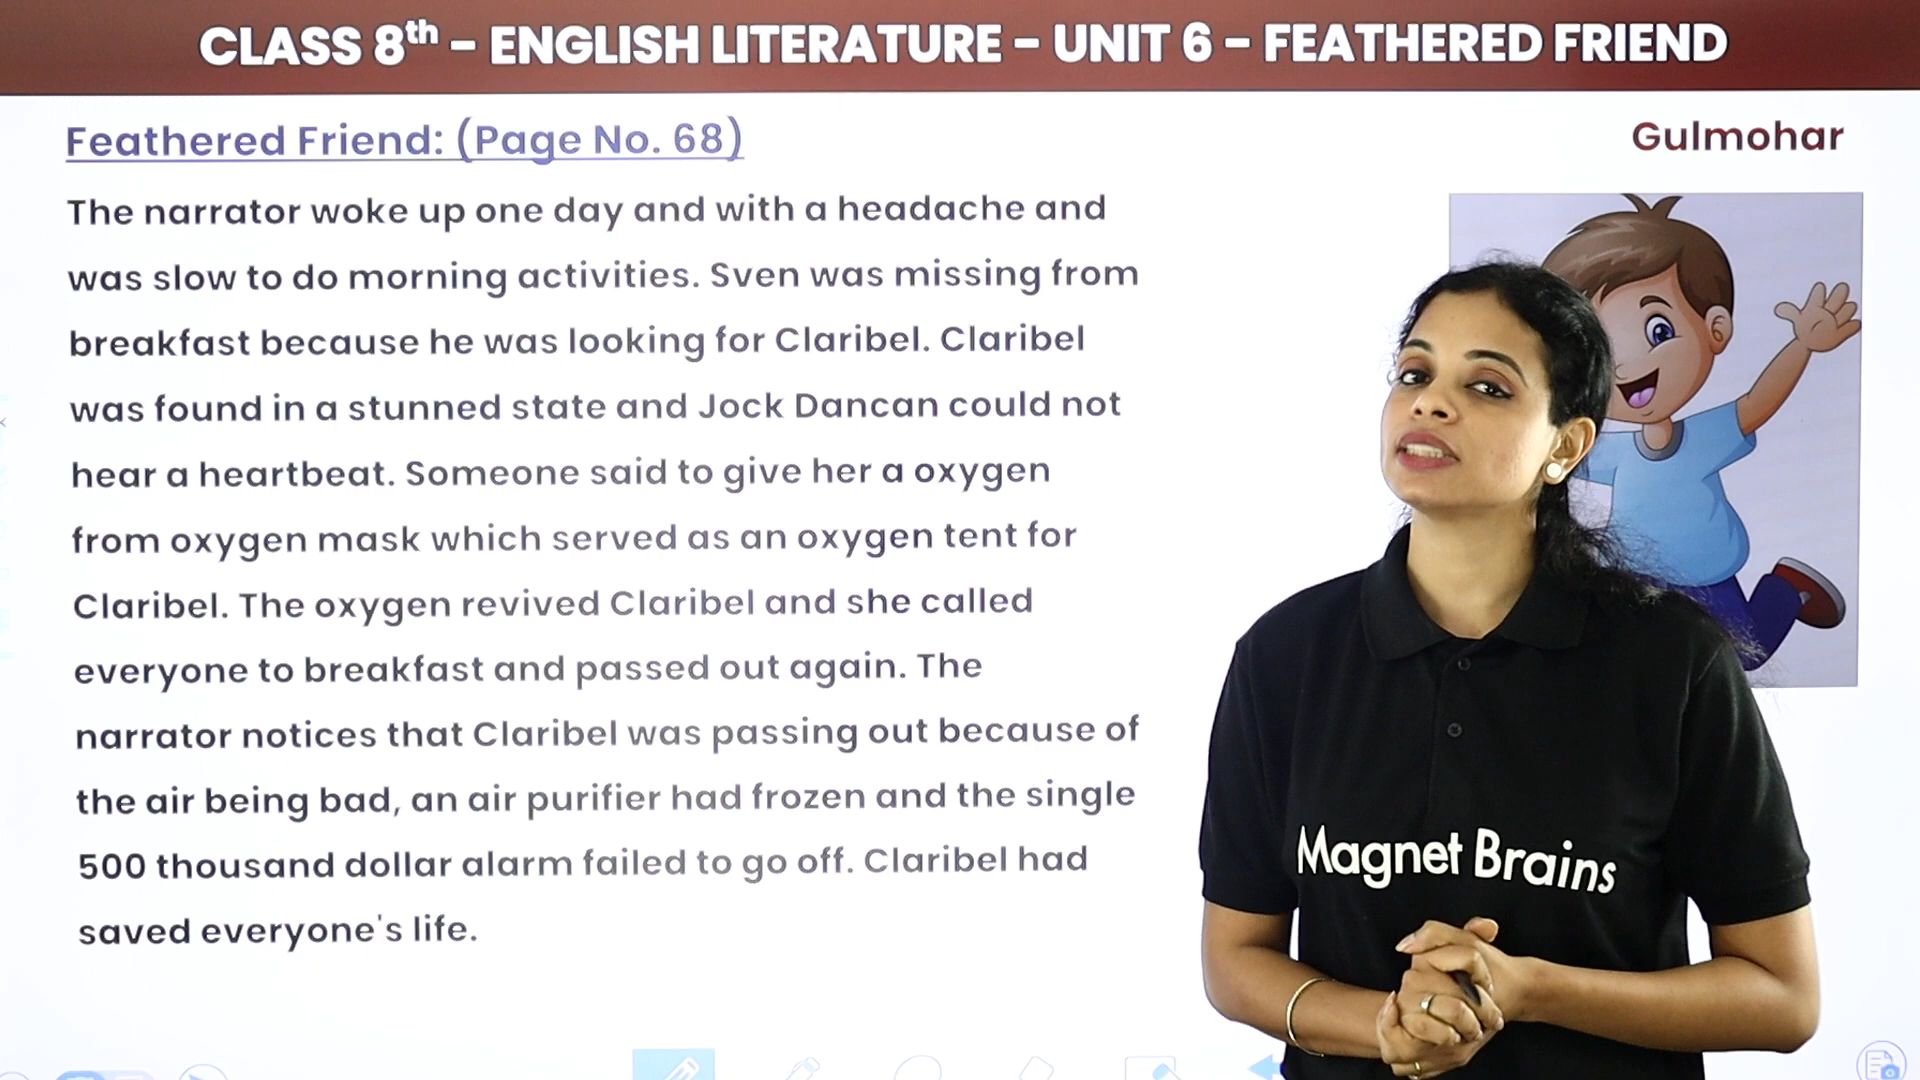 CLASS 8th – ENGLISH LITERATURE – UNIT 6 – FEATHERED FRIEND
Feathered Friend: (Page No. 68)
Gulmohar
The narrator woke up one day and with a headache and
was slow to do morning activities. Sven was missing from
breakfast because he was looking for Claribel. Claribel
was found in a stunned state and Jock Dancan could not
hear a heartbeat. Someone said to give her a oxygen
from oxygen mask which served as an oxygen tent for
Claribel. The oxygen revived Claribel and she called
everyone to breakfast and passed out again. The
narrator notices that Claribel was passing out because of
the air being bad, an air purifier had frozen and the single
500 thousand dollar alarm failed to go off. Claribel had
saved everyone's life.
Magnet Brains